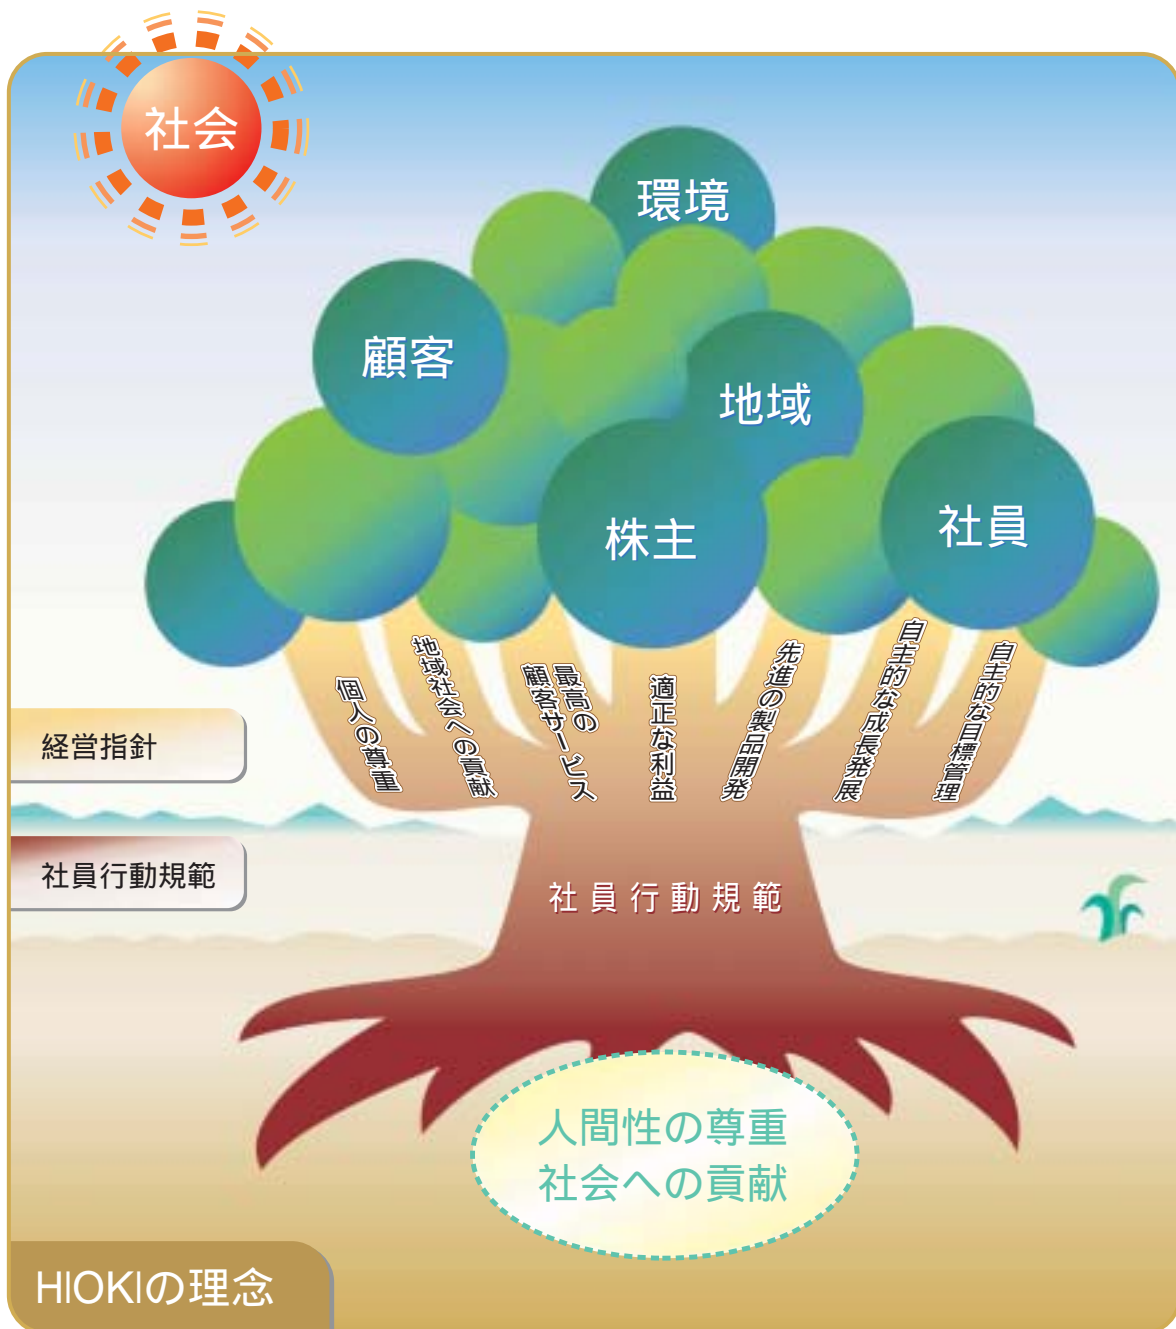 社会
環境
顧客
地域
株主
社員
個人の尊重
地域社会への貢献
最高の
顧客サービス
適正な利益
先進の製品開発
自主的な成長発展
自主的な目標管理
経営指針
社員行動規範
社員行動規範
人間性の尊重
社会への貢献
HIOKIの理念